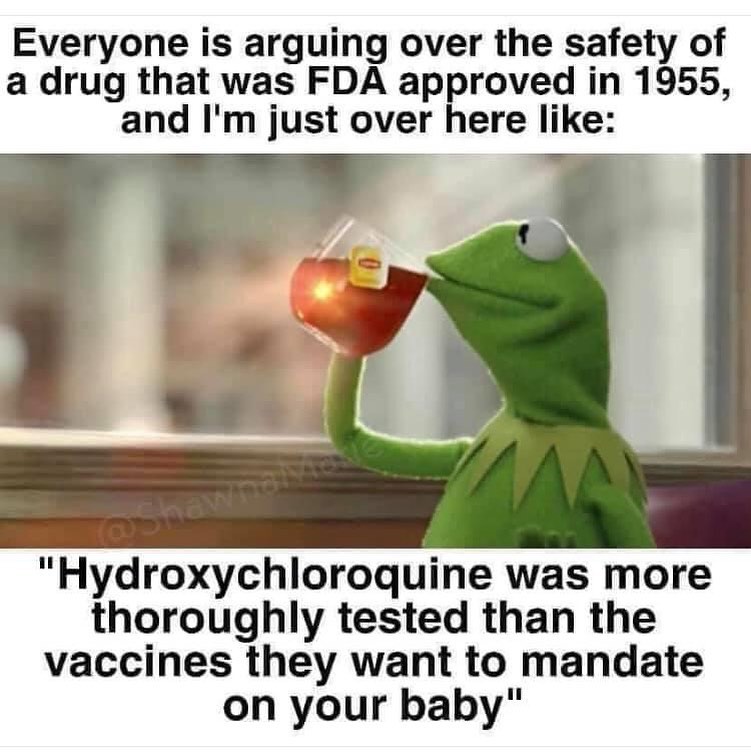 Everyone is arguing over the safety of
a drug that was FDA approved in 1955,
and I'm just over here like:
"Hydroxychloroquine was more
thoroughly tested than the
vaccines they want to mandate
on your baby"